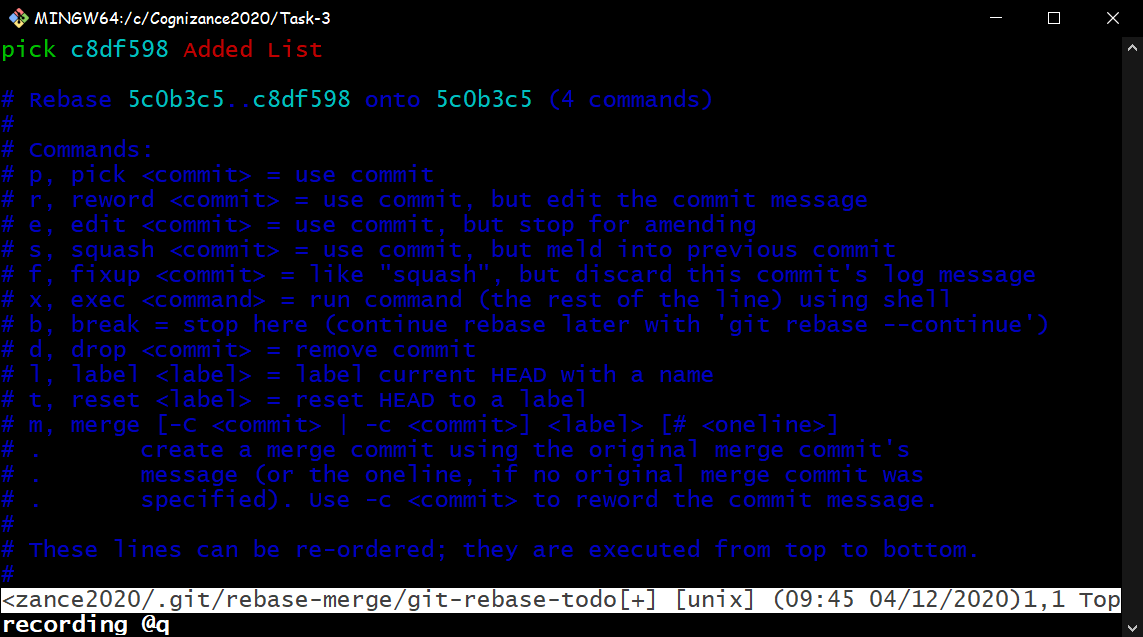 MINGW64:/c/Cognizance2020/Task-3
pick c8df598 Added List
# Rebase 5c0b3c5..c8df598 onto 5c0b3c5 (4 commands)
#
# Commands:
# p, pick <commit> = use commit
# r, reword <commit> = use commit, but edit the commit message
# e, edit <commit> = use commit, but stop for amending
# s, squash <commit> = use commit, but meld into previous commit
# f, fixup <commit> = like "squash", but discard this commit's log message
# x, exec <command> = run command (the rest of the line) using shell
# b, break = stop here (continue rebase later with 'git rebase --continue')
# d, drop <commit> = remove commit
# l, label <label> = label current HEAD with a name
# t, reset <label> = reset HEAD to a label
# m, merge [-C <commit> | -c <commit>] <label> [# <oneline>]
# .       create a merge commit using the original merge commit's
# .       message (or the oneline, if no original merge commit was
# .       specified). Use -c <commit> to reword the commit message.
#
# These lines can be re-ordered; they are executed from top to bottom.
#
<zance2020/.git/rebase-merge/git-rebase-todo[+] [unix] (09:45 04/12/2020)1,1 Top
recording @q